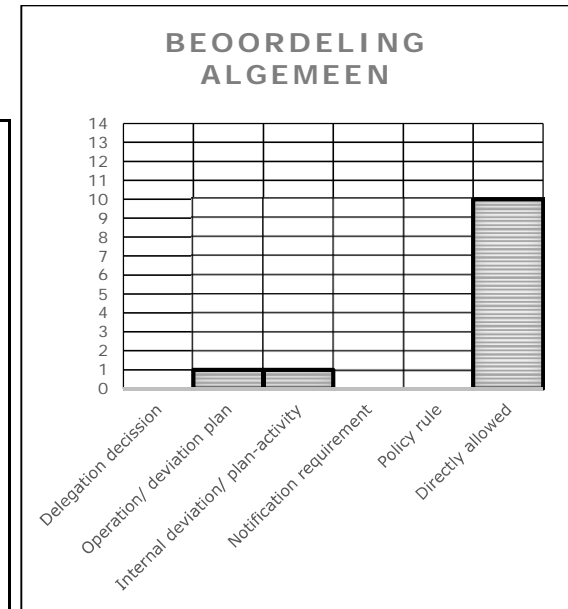 BEOORDELING
ALGEMEEN
14
13
12
11
10
9
8
7
6
5
4
3
2
1
0
Delegation decission
Operation/ deviation plan
Internal deviation/ plan-activity
Notification requirement
Policy rule
Directly allowed